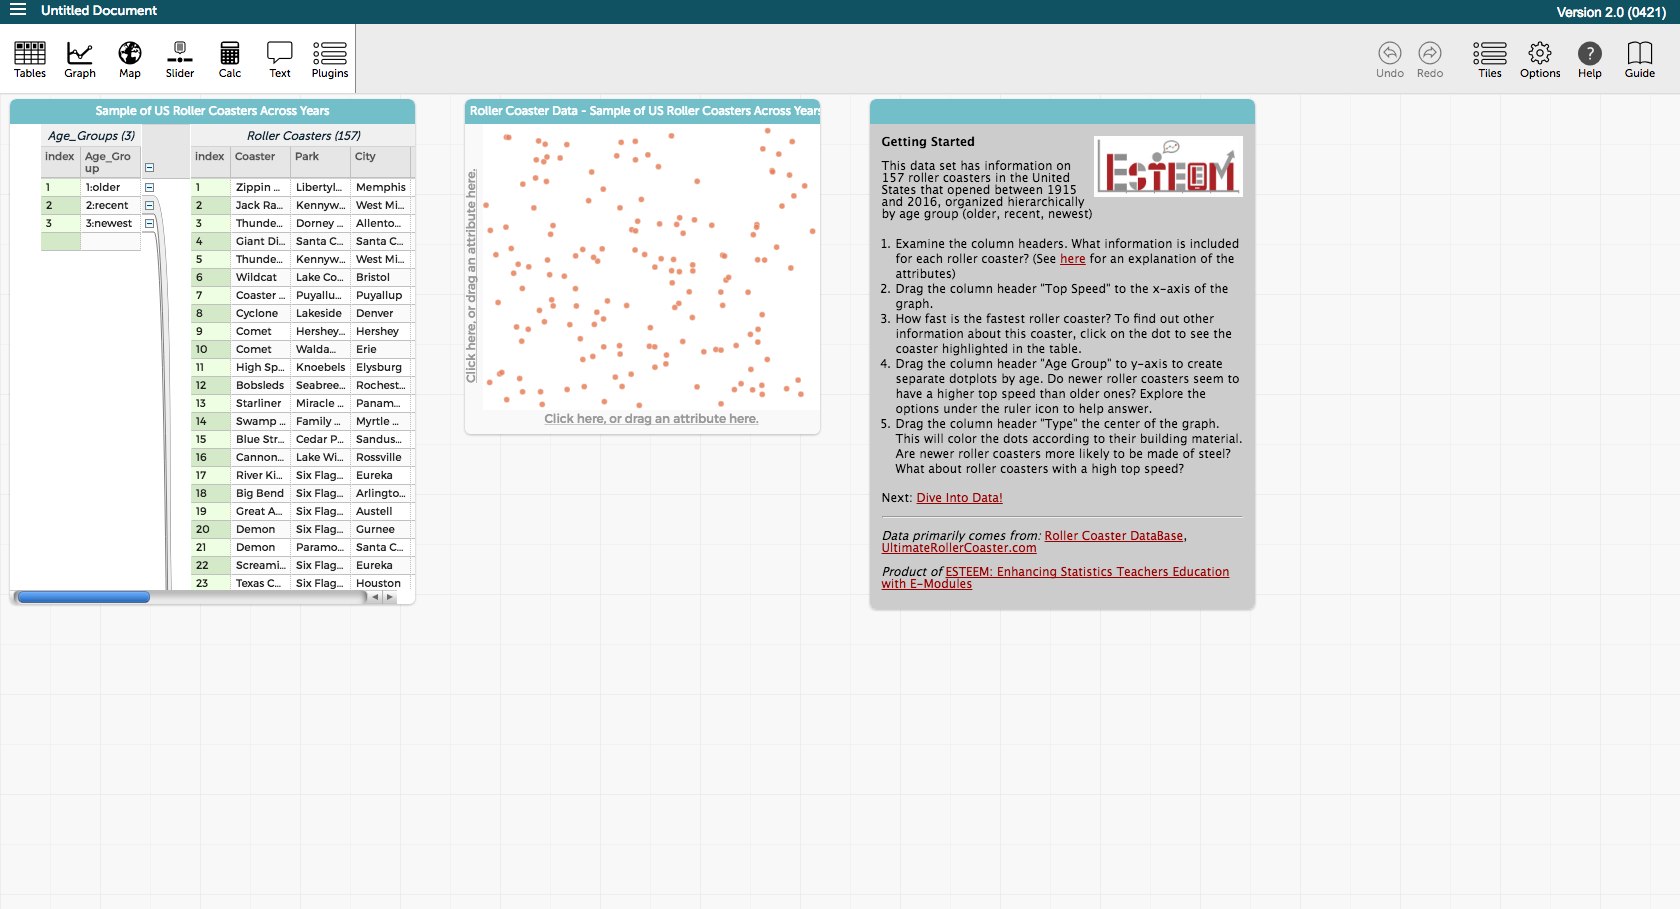 Untitled Document
Version 2.0 (0421)
Tables Graph Map Slider Calc Text Plugins
Undo Redo Tiles Options Help Guide
Sample of US Roller Coasters Across Years
Age_Groups (3) Roller Coasters (157)
index Age_Gro up index Coaster Park City
1 1:older 1 Zippin ... Libertyl... Memphis
2 2:recent 2 Jack Ra... Kennyw... West Mi...
3 3:newest 3 Thunde... Dorney ... Allento...
4 Giant Di... Santa C... Santa C...
5 Thunde... Kennyw... West Mi...
6 Wildcat Lake Co... Bristol
7 Coaster ... Puyallu... Puyallup
8 Cyclone Lakeside Denver
9 Comet Hershey... Hershey
10 Comet Walda... Erie
11 High Sp... Knoebels Elysburg
12 Bobsleds Seabree... Rochest...
13 Starliner Miracle ... Panam...
14 Swamp ... Family ... Myrtle ...
15 Blue Str... Cedar P... Sandus...
16 Cannon... Lake Wi... Rossville
17 River Ki... Six Flag... Eureka
18 Big Bend Six Flag... Arlingto...
19 Great A... Six Flag... Austell
20 Demon Six Flag... Gurnee
21 Demon Paramo... Santa C...
22 Screami... Six Flag... Eureka
23 Texas C... Six Flag... Houston
Roller Coaster Data - Sample of US Roller Coasters Across Years
Click here, or drag an attribute here.
Click here, or drag an attribute here.
Getting Started
ESTEEM
This data set has information on
157 roller coasters in the United
States that opened between 1915
and 2016, organized hierarchically
by age group (older, recent, newest)
1. Examine the column headers. What information is included
for each roller coaster? (See here for an explanation of the
attributes)
2. Drag the column header "Top Speed" to the x-axis of the
graph.
3. How fast is the fastest roller coaster? To find out other
information about this coaster, click on the dot to see the
coaster highlighted in the table.
4. Drag the column header "Age Group" to y-axis to create
separate dotplots by age. Do newer roller coasters seem to
have a higher top speed than older ones? Explore the
options under the ruler icon to help answer.
5. Drag the column header "Type" the center of the graph.
This will color the dots according to their building material.
Are newer roller coasters more likely to be made of steel?
What about roller coasters with a high top speed?
Next: Dive Into Data!
Data primarily comes from: Roller Coaster DataBase,
UltimateRollerCoaster.com
Product of ESTEEM: Enhancing Statistics Teachers Education
with E-Modules